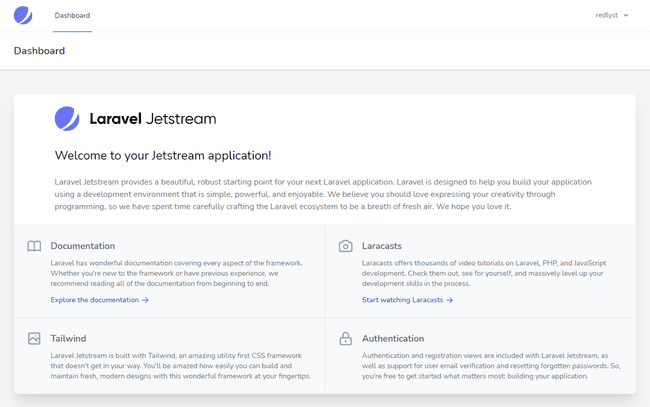 Dashboard
redlyst
Dashboard
Laravel Jetstream
Welcome to your Jetstream application!
Laravel Jetstream provides a beautiful, robust starting point for your next Laravel application. Laravel is designed to help you build your application
using a development environment that is simple, powerful, and enjoyable. We believe you should love expressing your creativity through
programming, so we have spent time carefully crafting the Laravel ecosystem to be a breath of fresh air. We hope you love it.
Documentation
Laravel has wonderful documentation covering every aspect of the framework.
Whether you're new to the framework or have previous experience, we
recommend reading all of the documentation from beginning to end.
Explore the documentation →
Laracasts
Laracasts offers thousands of video tutorials on Laravel, PHP, and JavaScript
development. Check them out, see for yourself, and massively level up your
development skills in the process.
Start watching Laracasts →
Tailwind
Laravel Jetstream is built with Tailwind, an amazing utility first CSS framework
that doesn't get in your way. You'll be amazed how easily you can build and
maintain fresh, modern designs with this wonderful framework at your fingertips.
Authentication
Authentication and registration views are included with Laravel Jetstream, as
well as support for user email verification and resetting forgotten passwords. So,
you're free to get started what matters most: building your application.